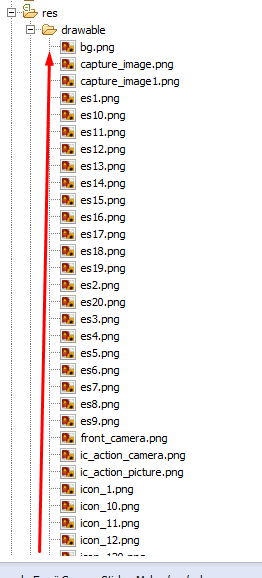 res
drawable
bg.png
capture_image.png
capture_image1.png
es1.png
es10.png
es11.png
es12.png
es13.png
es14.png
es15.png
es16.png
es17.png
es18.png
es19.png
es2.png
es20.png
es3.png
es4.png
es5.png
es6.png
es7.png
es8.png
es9.png
front_camera.png
ic_action_camera.png
ic_action_picture.png
icon_1.png
icon_10.png
icon_11.png
icon_12.png